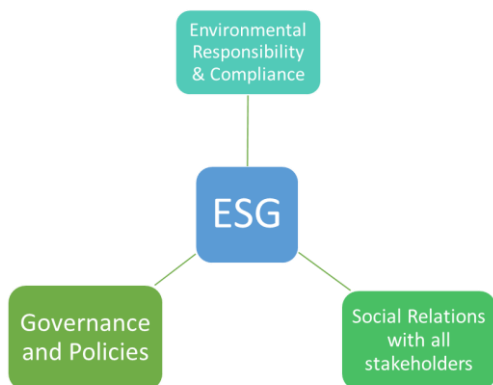 Environmental
Responsibility
& Compliance
ESG
Governance
and Policies
Social Relations
with all
stakeholders